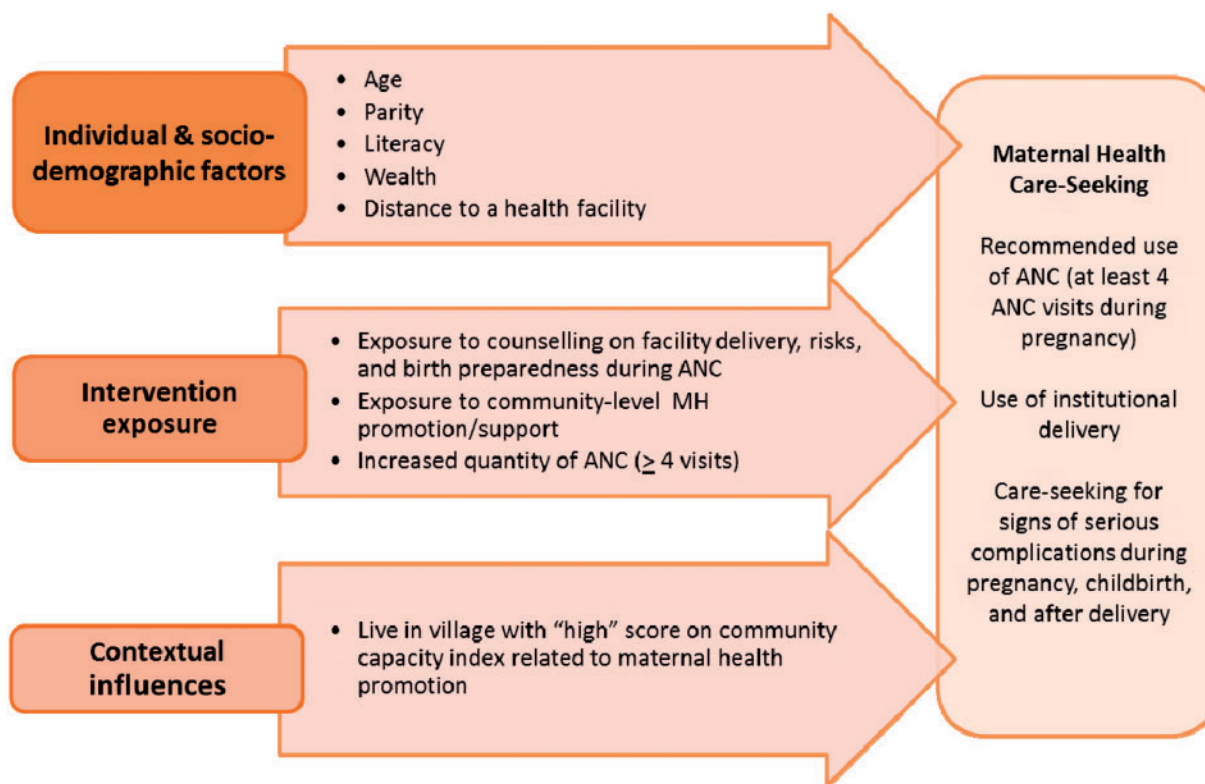 Individual & socio-
demographic factors
• Age
• Parity
• Literacy
• Wealth
• Distance to a health facility
Intervention
exposure
• Exposure to counselling on facility delivery, risks,
and birth preparedness during ANC
• Exposure to community-level MH
promotion/support
• Increased quantity of ANC (≥ 4 visits)
Contextual
influences
• Live in village with “high” score on community
capacity index related to maternal health
promotion
Maternal Health
Care-Seeking
Recommended use
of ANC (at least 4
ANC visits during
pregnancy)
Use of institutional
delivery
Care-seeking for
signs of serious
complications during
pregnancy, childbirth,
and after delivery